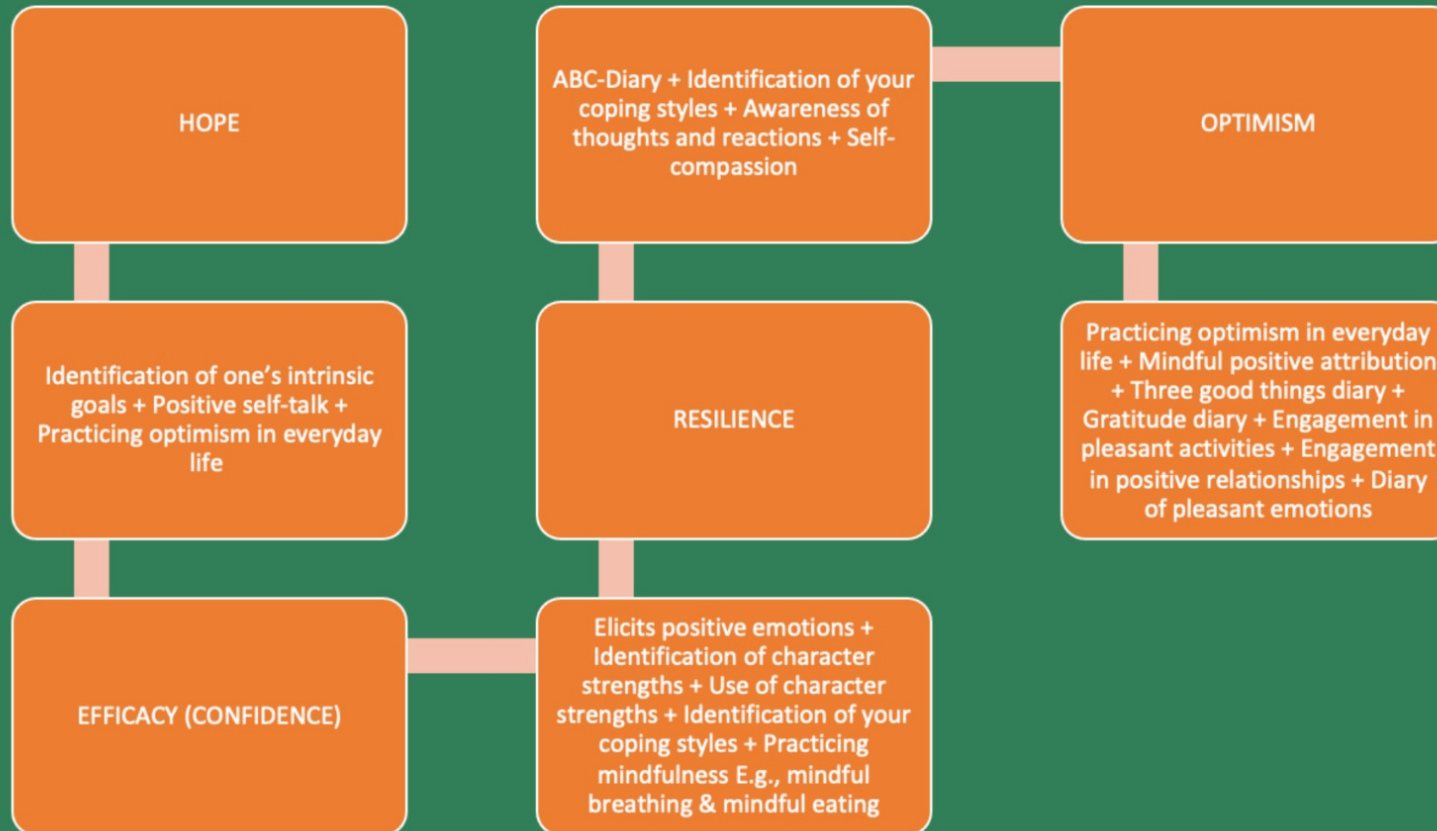 HOPE
Identification of one's intrinsic
goals + Positive self-talk +
Practicing optimism in everyday
life
EFFICACY (CONFIDENCE)
Elicits positive emotions +
Identification of character
strengths + Use of character
strengths + Identification of your
coping styles + Practicing
mindfulness E.g., mindful
breathing & mindful eating
RESILIENCE
ABC-Diary + Identification of your
coping styles + Awareness of
thoughts and reactions + Self-
compassion
OPTIMISM
Practicing optimism in everyday
life + Mindful positive attribution
+ Three good things diary +
Gratitude diary + Engagement in
pleasant activities + Engagement
in positive relationships + Diary
of pleasant emotions